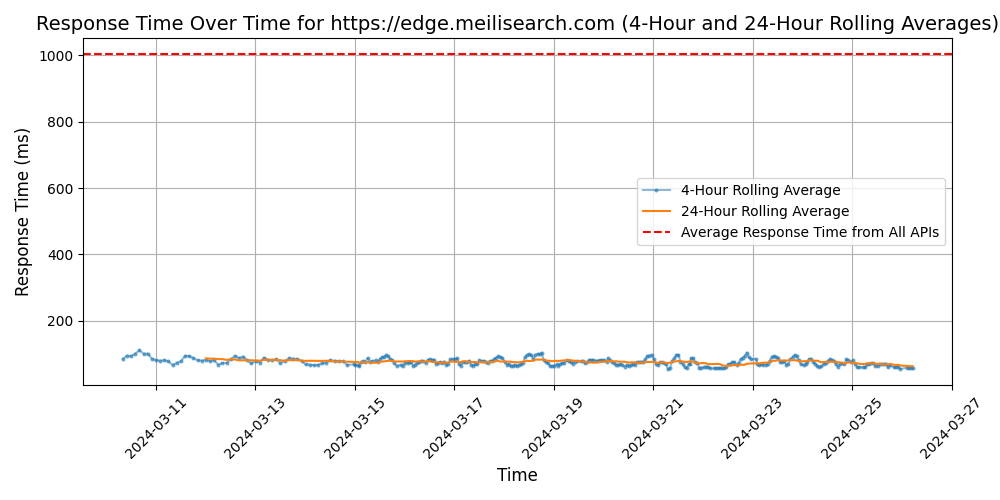 Response Time Over Time for https://edge.meilisearch.com (4-Hour and 24-Hour Rolling Averages)
1000
800
600
400
200
Response Time (ms)
4-Hour Rolling Average
24-Hour Rolling Average
Average Response Time from All APIs
2024-03-11
2024-03-13
2024-03-15
2024-03-17
2024-03-19
2024-03-21
2024-03-23
2024-03-25
2024-03-27
Time